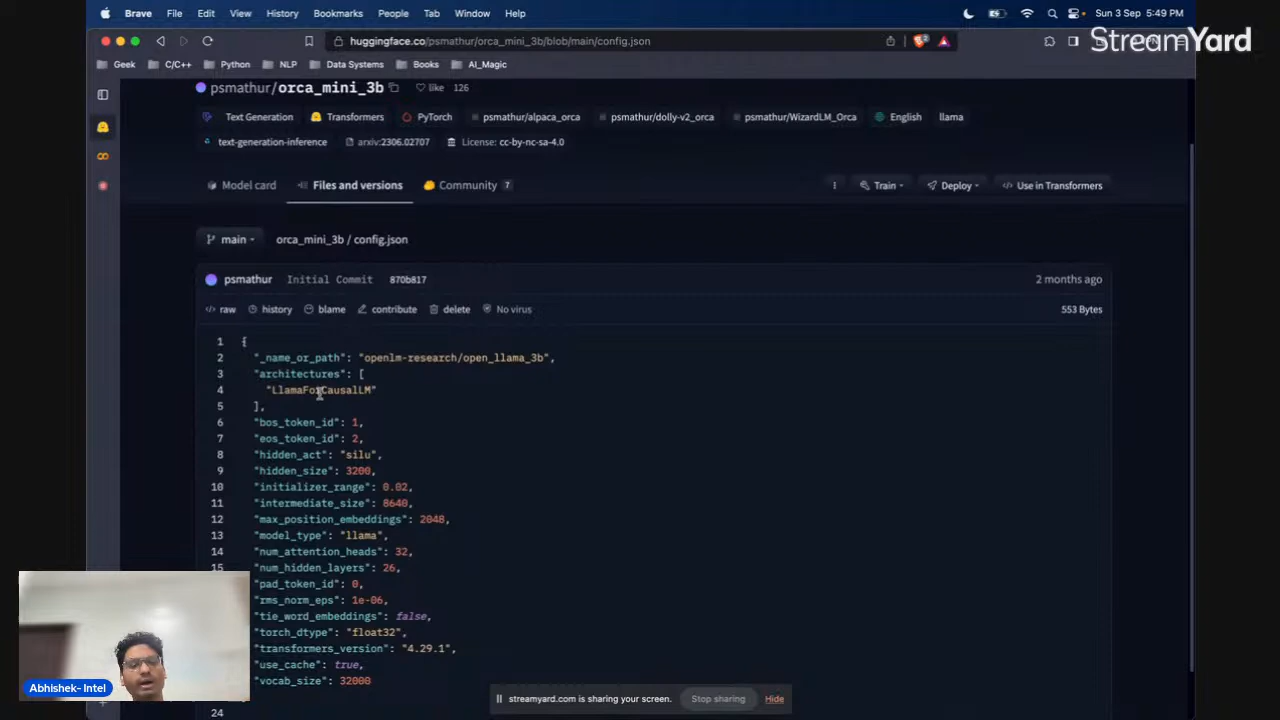 Brave File Edit View History Bookmarks People Tab Window Help Sun 3 Sep 5:49 PM
StreamYard
huggingface.co/psmathur/orca_mini_3b/blob/main/config.json
Geek C/C++ Python NLP Data Systems Books AI_Magic
psmathur/orca_mini_3b like 126
Text Generation Transformers PyTorch psmathur/alpaca_orca psmathur/dolly-v2_orca psmathur/WizardLM_Orca English llama
text-generation-inference arxiv:2306.02707 License: cc-by-nc-sa-4.0
Model card Files and versions Community 7 Train Deploy Use in Transformers
main orca_mini_3b / config.json
psmathur Initial Commit 870b817 2 months ago
raw history blame contribute delete No virus 553 Bytes
1 {
2 "_name_or_path": "openlm-research/open_llama_3b",
3 "architectures": [
4 "LlamaForCausalLM"
5 ],
6 "bos_token_id": 1,
7 "eos_token_id": 2,
8 "hidden_act": "silu",
9 "hidden_size": 3200,
10 "initializer_range": 0.02,
11 "intermediate_size": 8640,
12 "max_position_embeddings": 2048,
13 "model_type": "llama",
14 "num_attention_heads": 32,
15 "num_hidden_layers": 26,
"pad_token_id": 0,
"rms_norm_eps": 1e-06,
"tie_word_embeddings": false,
"torch_dtype": "float32",
"transformers_version": "4.29.1",
"use_cache": true,
"vocab_size": 32000
24
Abhishek- Intel
streamyard.com is sharing your screen. Stop sharing Hide